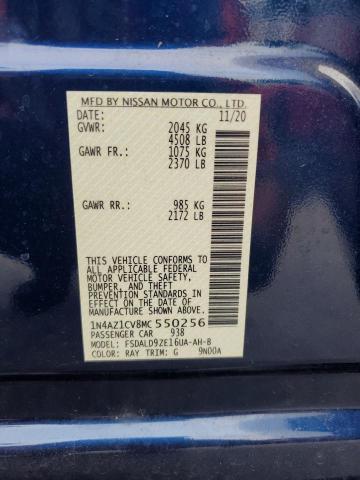 MFD BY NISSAN MOTOR CO., LTD.
DATE: 11/20
GVWR: 2045 KG
4508 LB
GAWR FR.: 1075 KG
2370 LB
GAWR RR.: 985 KG
2172 LB
THIS VEHICLE CONFORMS TO
ALL APPLICABLE FEDERAL
MOTOR VEHICLE SAFETY,
BUMPER, AND THEFT
PREVENTION STANDARDS
IN EFFECT ON THE DATE
OF MANUFACTURE SHOWN
ABOVE.
1N4AZ1CV8MC 550256
PASSENGER CAR 938
MODEL: FSDALD9ZE16UA-AH-B
COLOR: RAY TRIM: G 9N00A